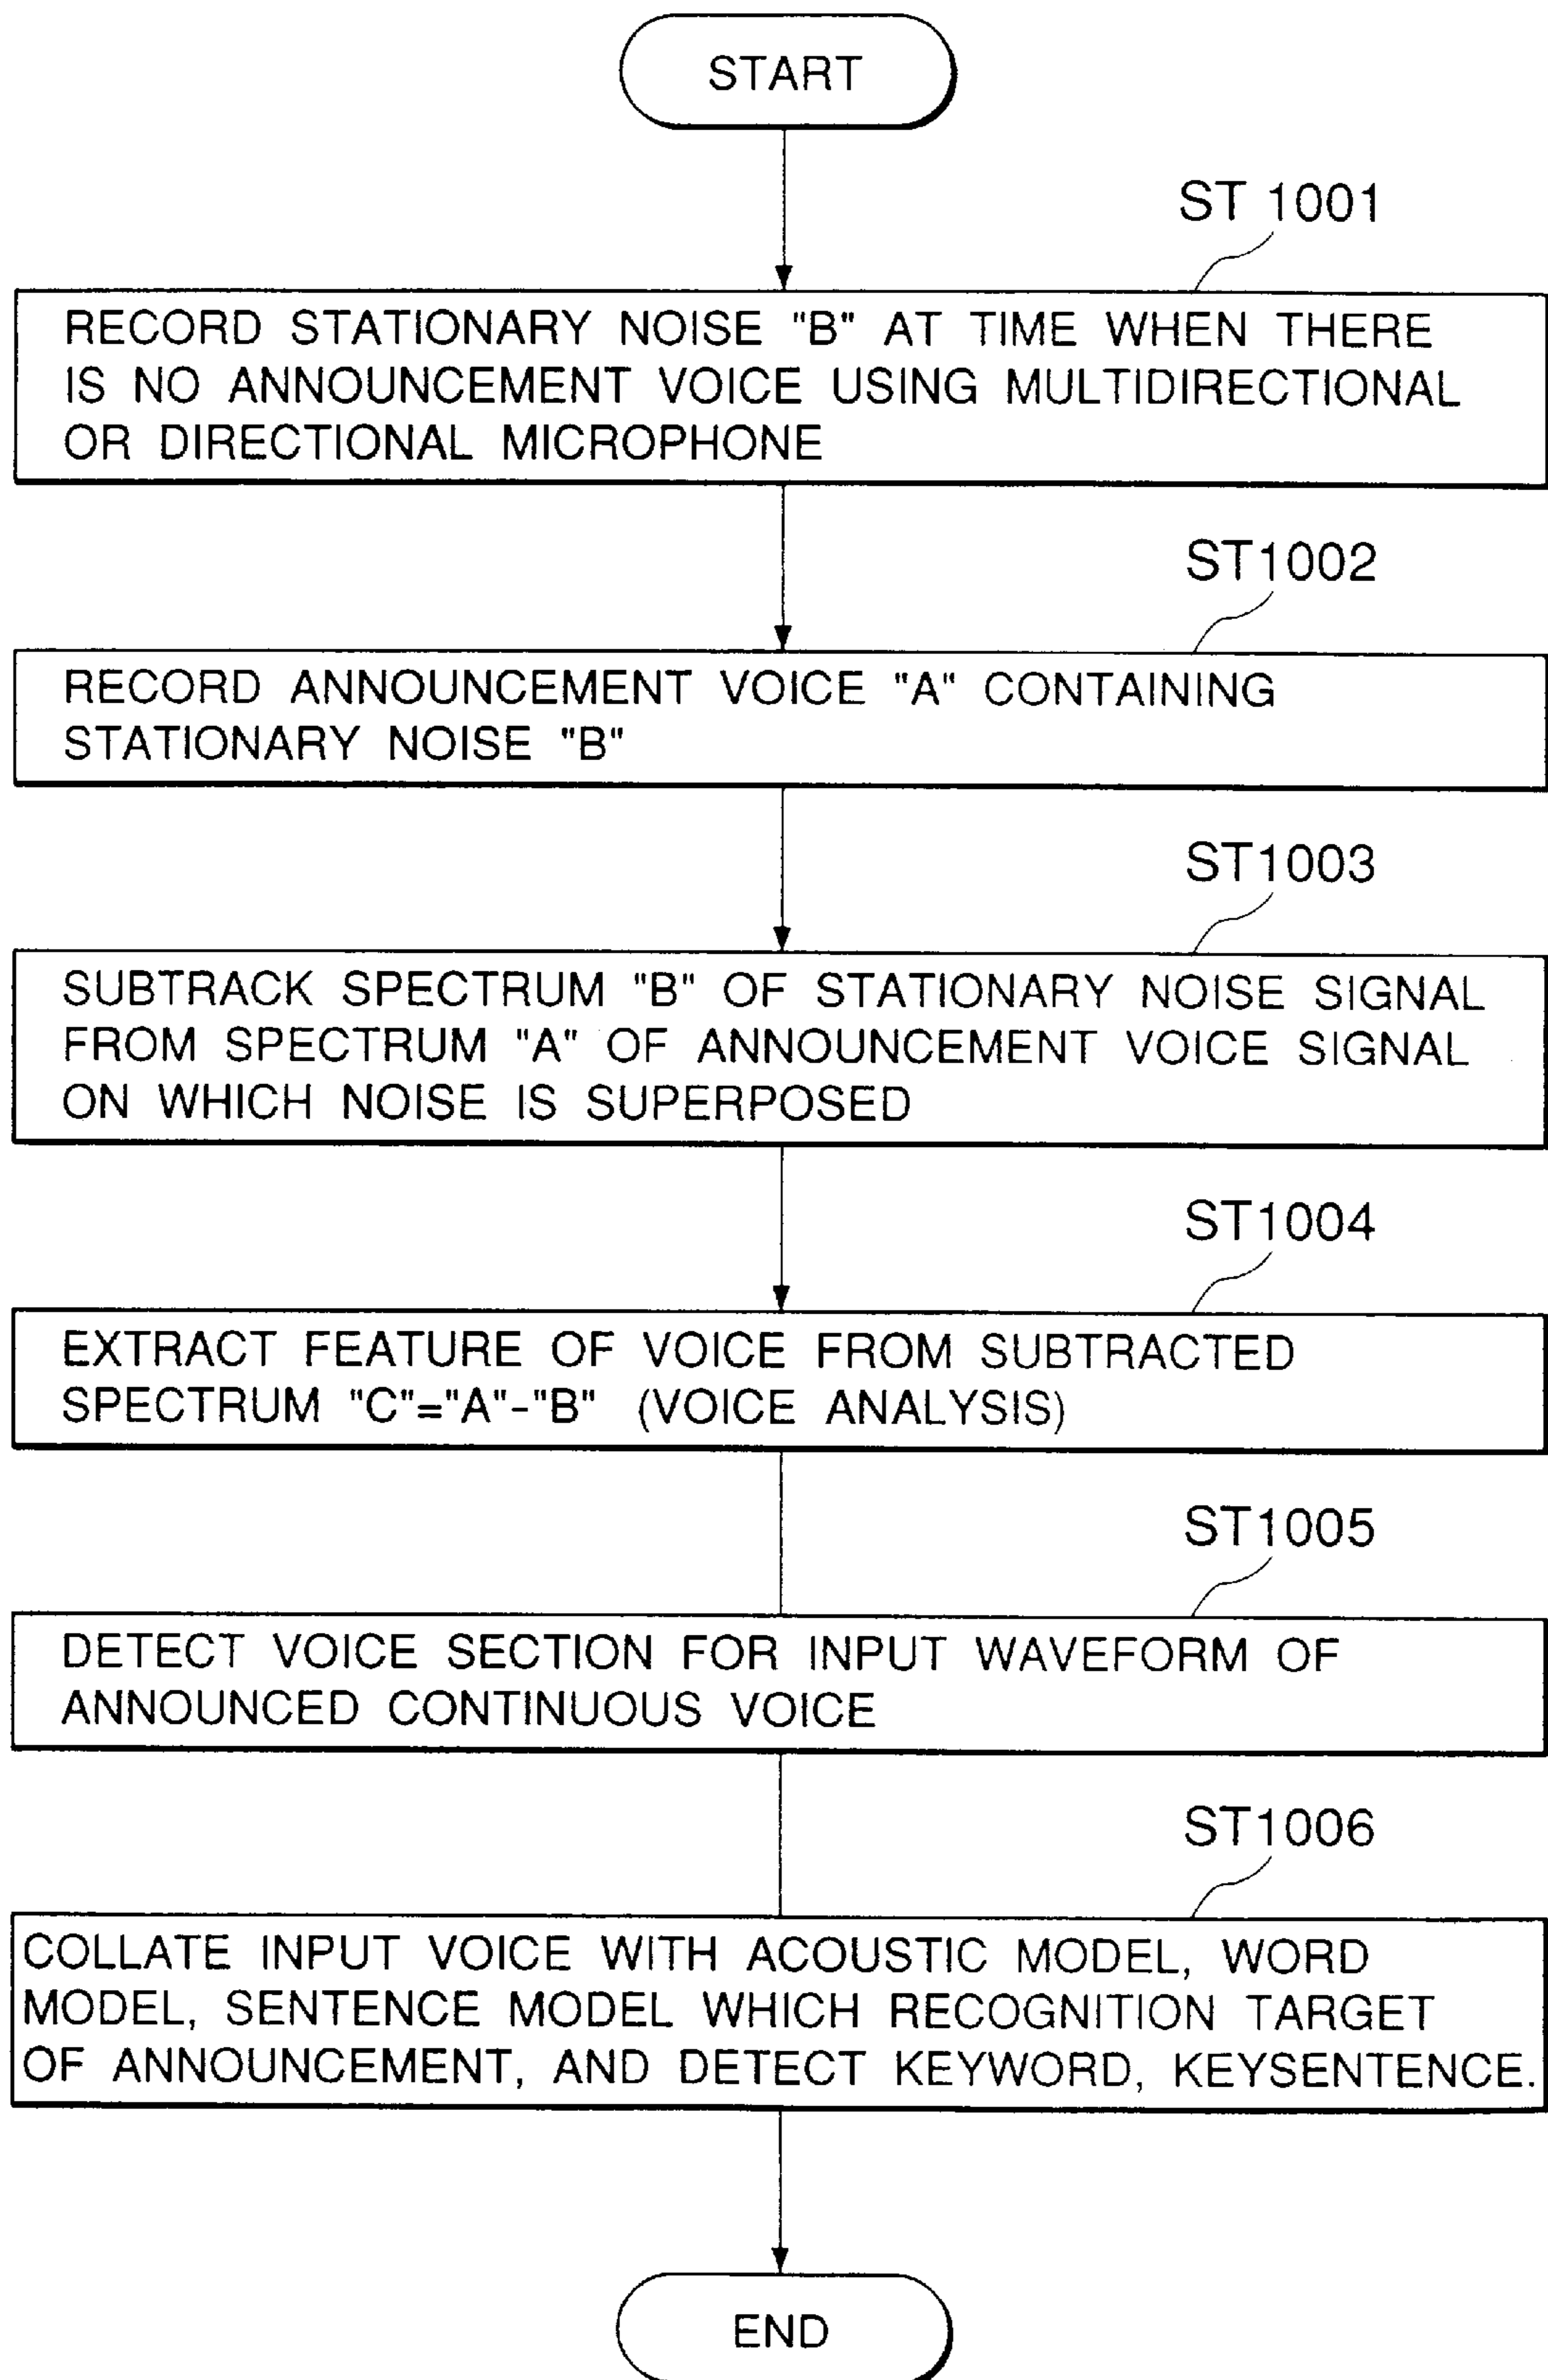 START
ST 1001
RECORD STATIONARY NOISE "B" AT TIME WHEN THERE
IS NO ANNOUNCEMENT VOICE USING MULTIDIRECTIONAL
OR DIRECTIONAL MICROPHONE
ST1002
RECORD ANNOUNCEMENT VOICE "A" CONTAINING
STATIONARY NOISE "B"
ST1003
SUBTRACK SPECTRUM "B" OF STATIONARY NOISE SIGNAL
FROM SPECTRUM "A" OF ANNOUNCEMENT VOICE SIGNAL
ON WHICH NOISE IS SUPERPOSED
ST1004
EXTRACT FEATURE OF VOICE FROM SUBTRACTED
SPECTRUM "C"="A"-"B" (VOICE ANALYSIS)
ST1005
DETECT VOICE SECTION FOR INPUT WAVEFORM OF
ANNOUNCED CONTINUOUS VOICE
ST1006
COLLATE INPUT VOICE WITH ACOUSTIC MODEL, WORD
MODEL, SENTENCE MODEL WHICH RECOGNITION TARGET
OF ANNOUNCEMENT, AND DETECT KEYWORD, KEYSENTENCE.
END